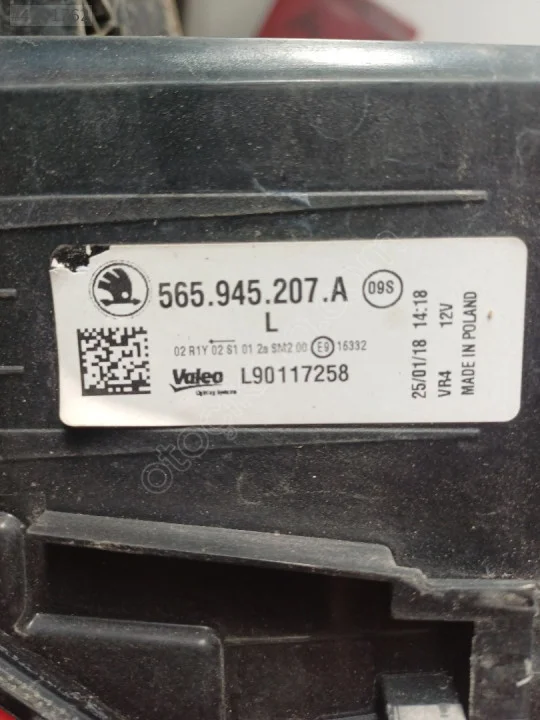 565.945.207.A
09S
L
02 R1Y 02 S1 01 2a SM2 00 E9 16332
Valeo L90117258
25/01/18 14:18
VR4 12V
MADE IN POLAND